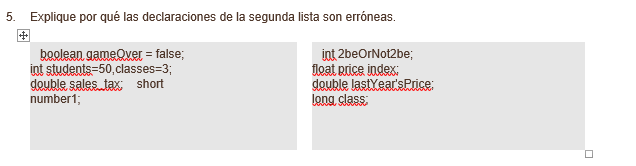 5. Explique por qué las declaraciones de la segunda lista son erróneas.
boolean gameOver = false;
int students=50,classes=3;
double sales_tax; short
number1;
int 2beOrNot2be;
float price index;
double lastYear'sPrice;
long class;